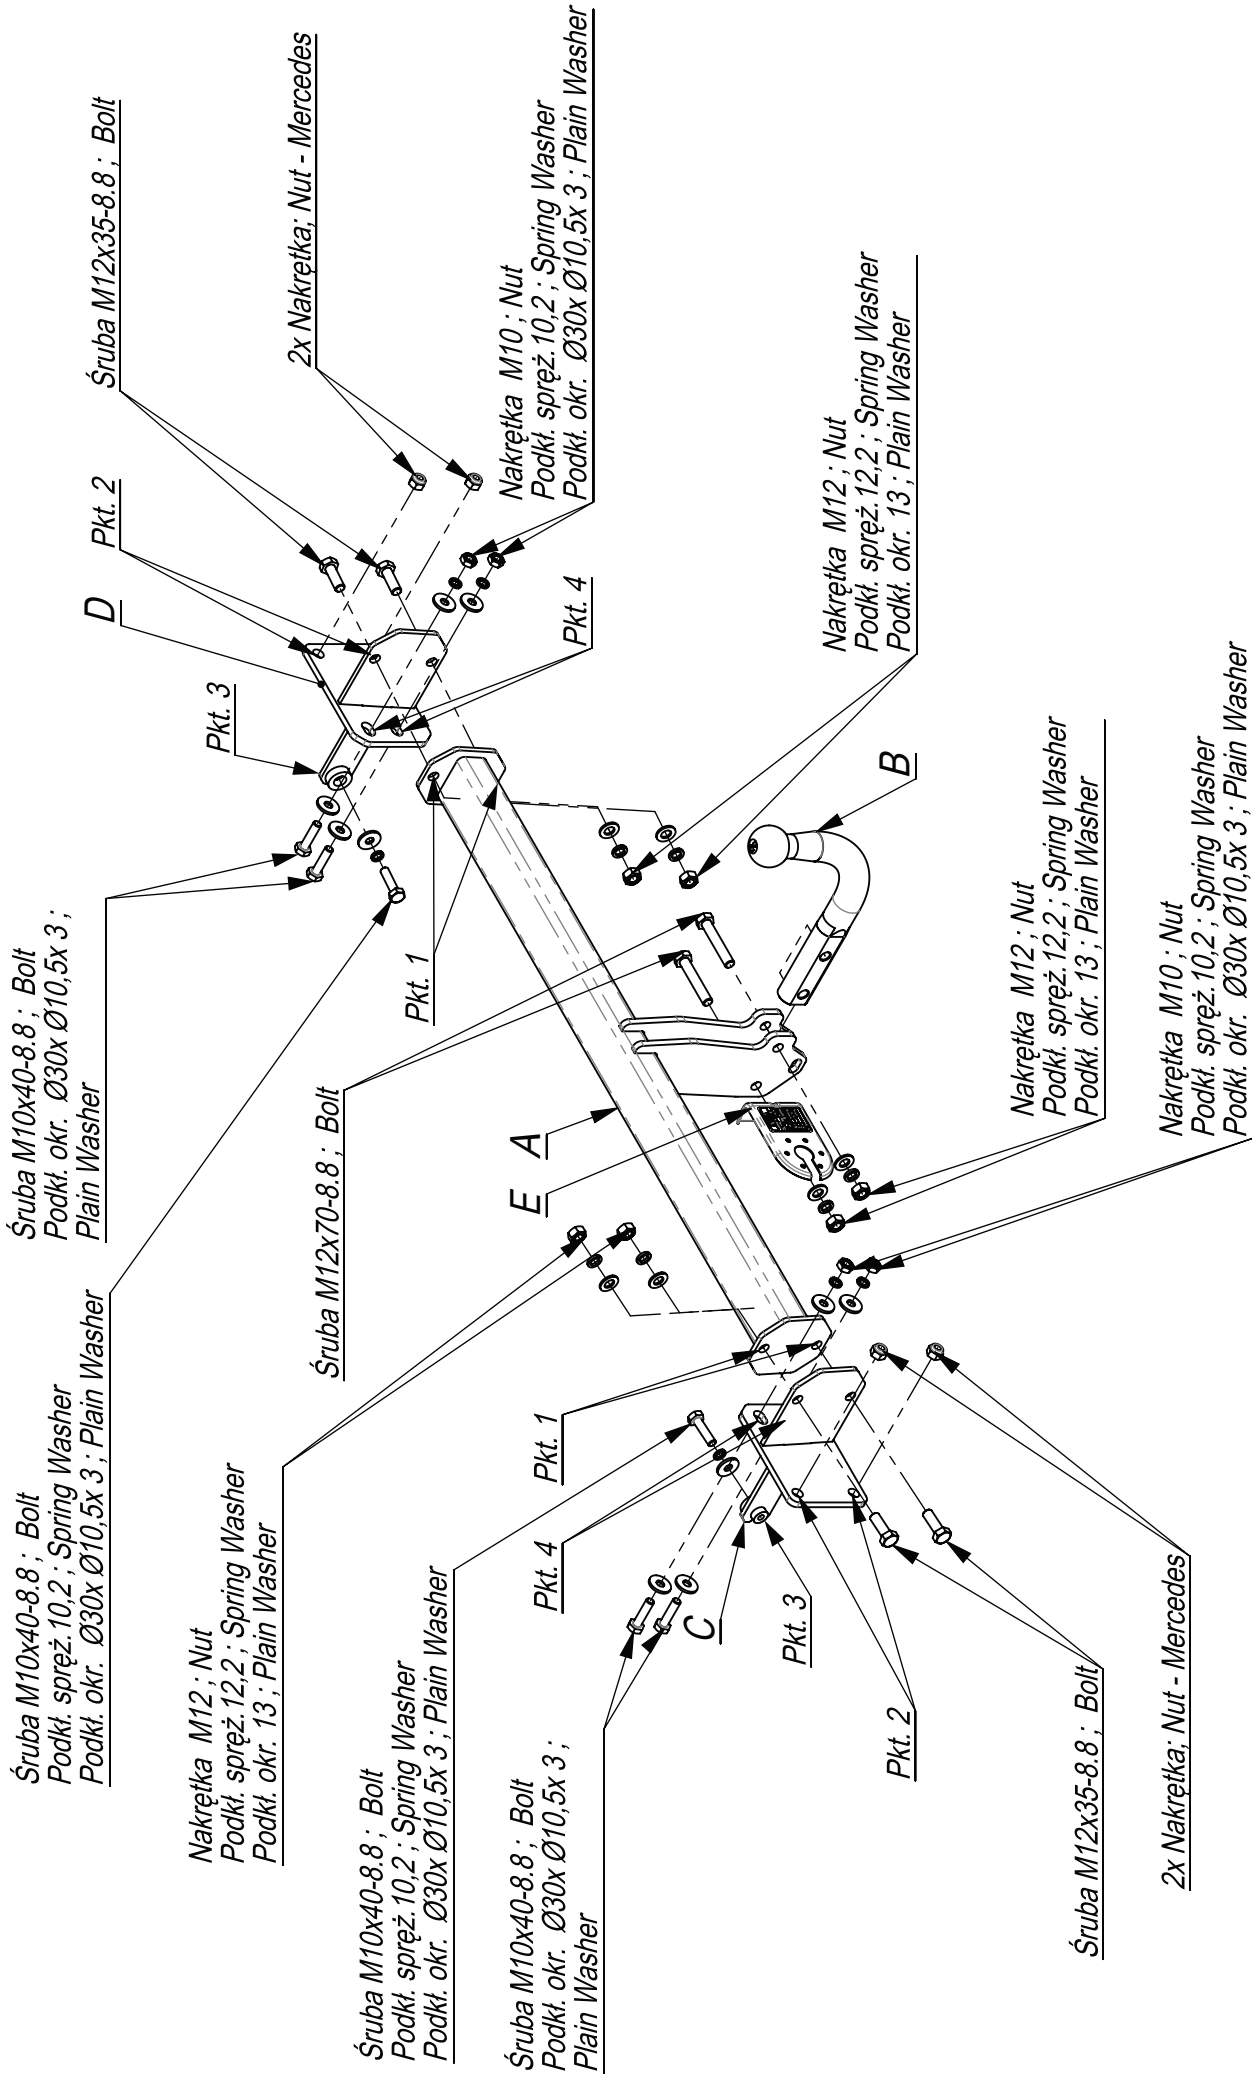 Śruba M10x40-8.8 ; Bolt
Podkł. spręż.10,2 ; Spring Washer
Podkł. okr. Ø30x Ø10,5x 3 ; Plain Washer
Nakrętka M12 ; Nut
Podkł. spręż.12,2 ; Spring Washer
Podkł. okr. 13 ; Plain Washer
Śruba M10x40-8.8 ; Bolt
Podkł. spręż.10,2 ; Spring Washer
Podkł. okr. Ø30x Ø10,5x 3 ; Plain Washer
Śruba M10x40-8.8 ; Bolt
Podkł. okr. Ø30x Ø10,5x 3 ;
Plain Washer
Śruba M10x40-8.8 ; Bolt
Podkł. okr. Ø30x Ø10,5x 3 ;
Plain Washer
Śruba M12x70-8.8 ; Bolt
Śruba M12x35-8.8 ; Bolt
2x Nakrętka; Nut - Mercedes
Nakrętka M10 ; Nut
Podkł. spręż.10,2 ; Spring Washer
Podkł. okr. Ø30x Ø10,5x 3 ; Plain Washer
Nakrętka M12 ; Nut
Podkł. spręż.12,2 ; Spring Washer
Podkł. okr. 13 ; Plain Washer
Nakrętka M12 ; Nut
Podkł. spręż.12,2 ; Spring Washer
Podkł. okr. 13 ; Plain Washer
Nakrętka M10 ; Nut
Podkł. spręż.10,2 ; Spring Washer
Podkł. okr. Ø30x Ø10,5x 3 ; Plain Washer
Śruba M12x35-8.8 ; Bolt
2x Nakrętka; Nut - Mercedes
Pkt. 2
D
Pkt. 3
Pkt. 4
Pkt. 1
A
E
B
Pkt. 1
Pkt. 4
C
Pkt. 3
Pkt. 2